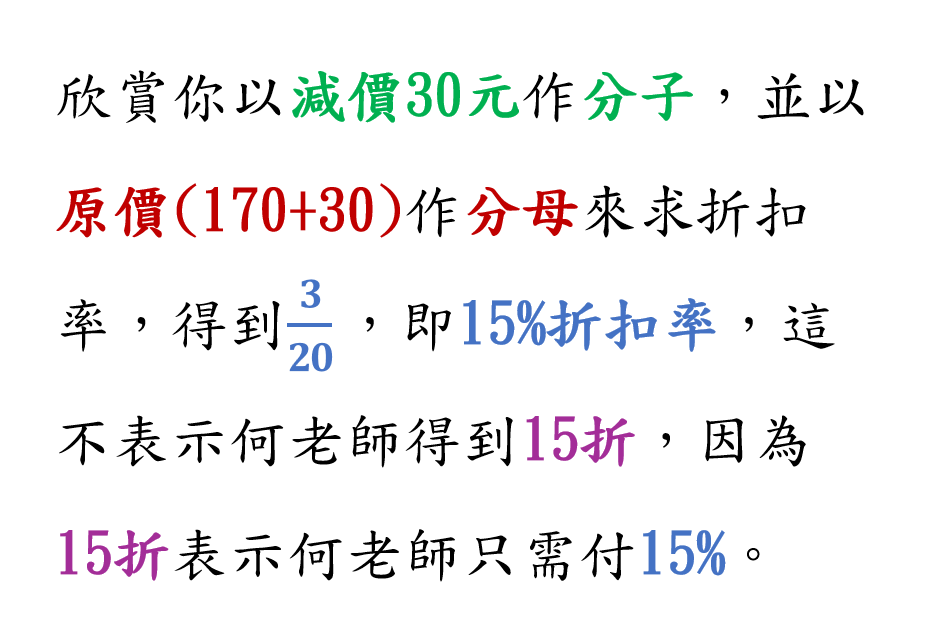 欣賞你以減價30元作分子，並以
原價(170+30)作分母來求折扣
率，得到3/20，即15%折扣率，這
不表示何老師得到15折，因為
15折表示何老師只需付15%。